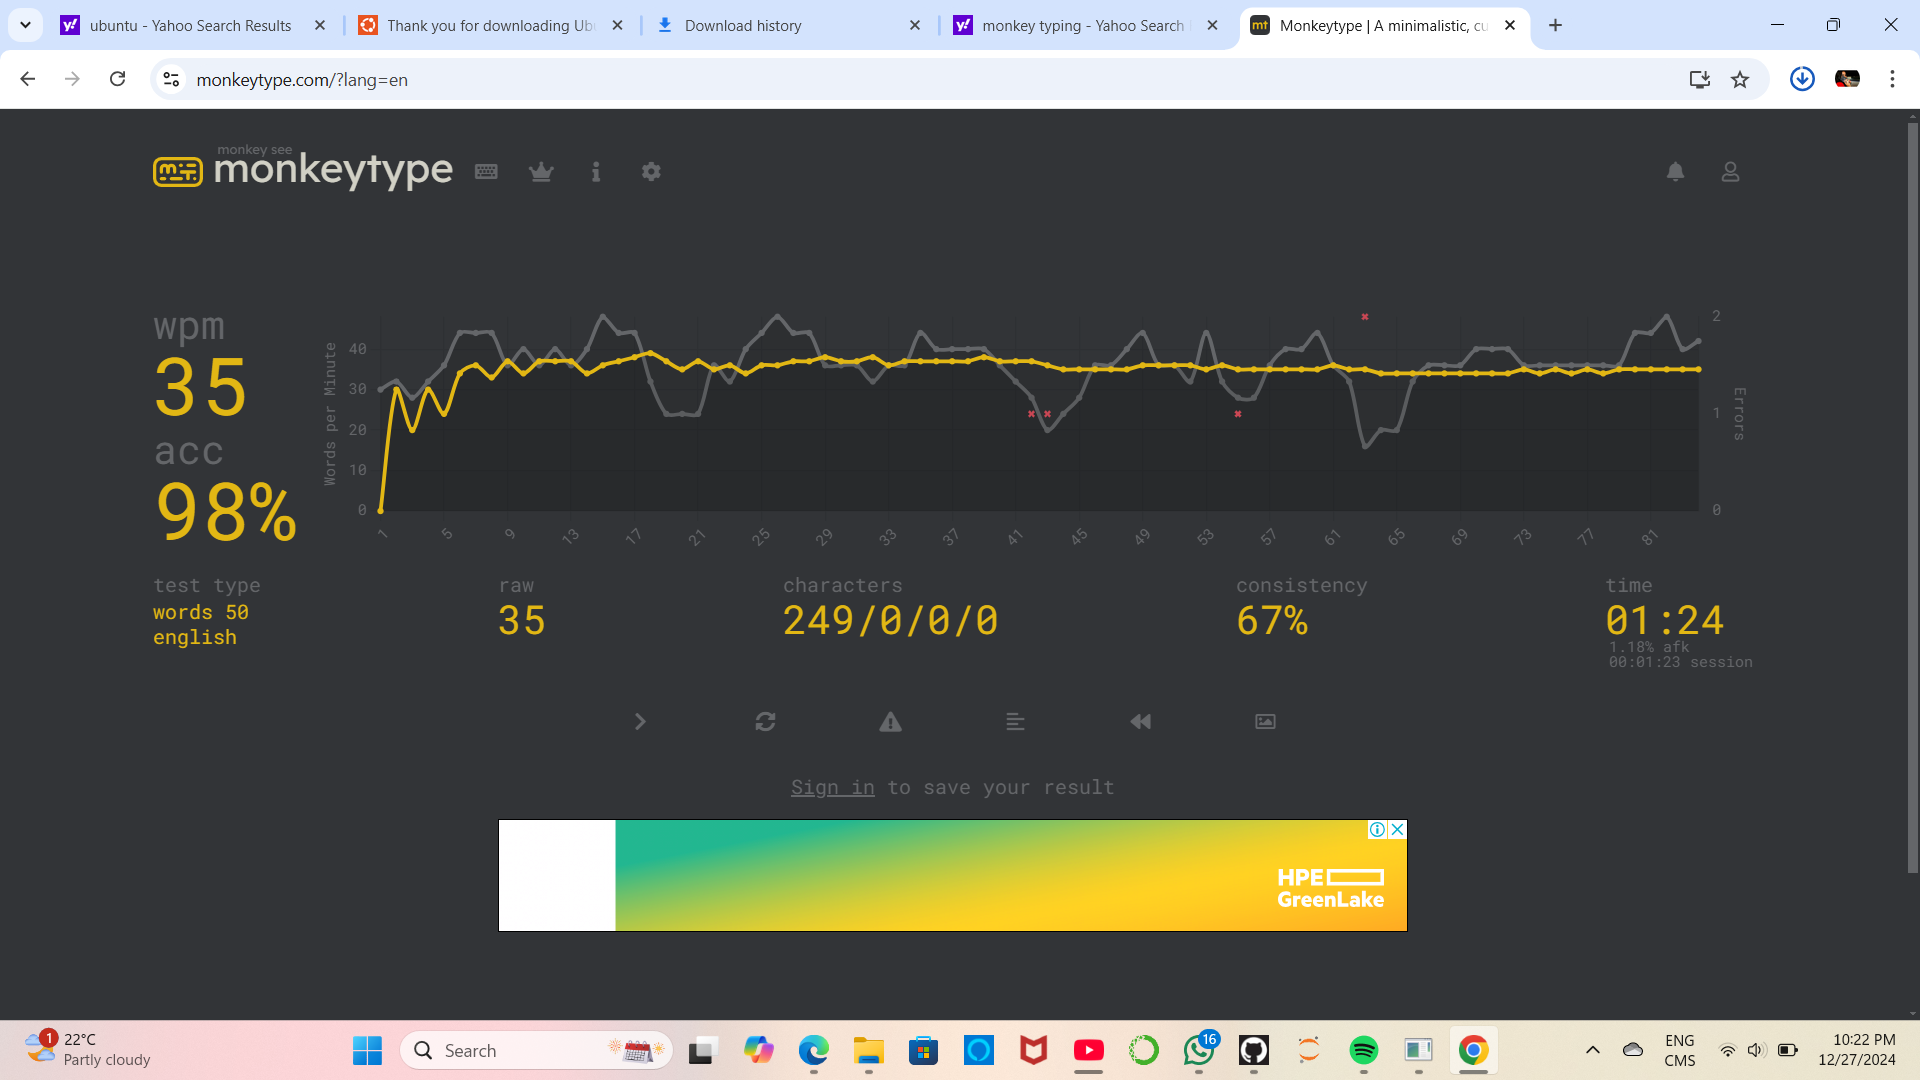 ubuntu - Yahoo Search Results
Thank you for downloading Ub
Download history
monkey typing - Yahoo Search
mt
Monkeytype | A minimalistic, cu
monkeytype.com/?lang=en
monkey see
monkeytype
wpm
35
acc
98%
Words per Minute
40
30
20
10
0
2
1
0
Errors
1 5 9 13 17 21 25 29 33 37 41 45 49 53 57 61 65 69 73 77 81
test type
words 50
english
raw
35
characters
249/0/0/0
consistency
67%
time
01:24
1.18% afk
00:01:23 session
Sign in to save your result
HPE
GreenLake
1
22°C
Partly cloudy
Search
16
ENG
CMS
10:22 PM
12/27/2024